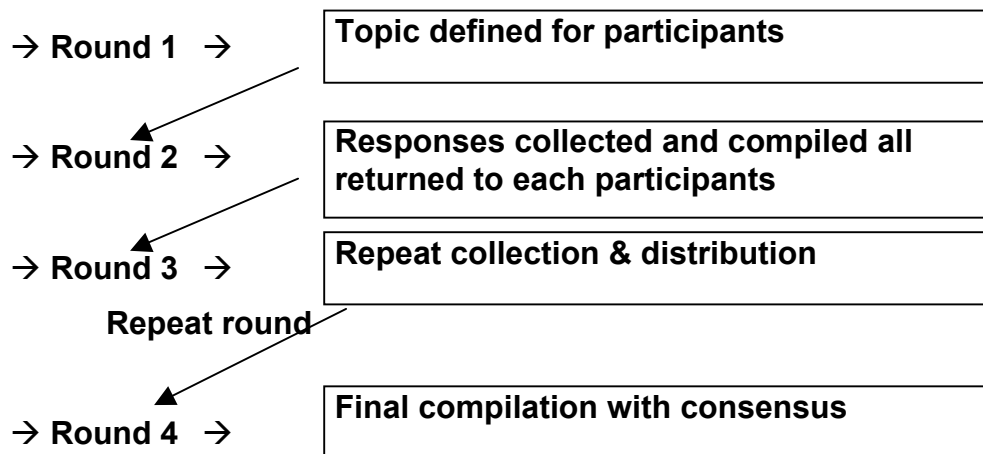 → Round 1 → Topic defined for participants
→ Round 2 → Responses collected and compiled all
returned to each participants
→ Round 3 → Repeat collection & distribution
Repeat round
→ Round 4 → Final compilation with consensus